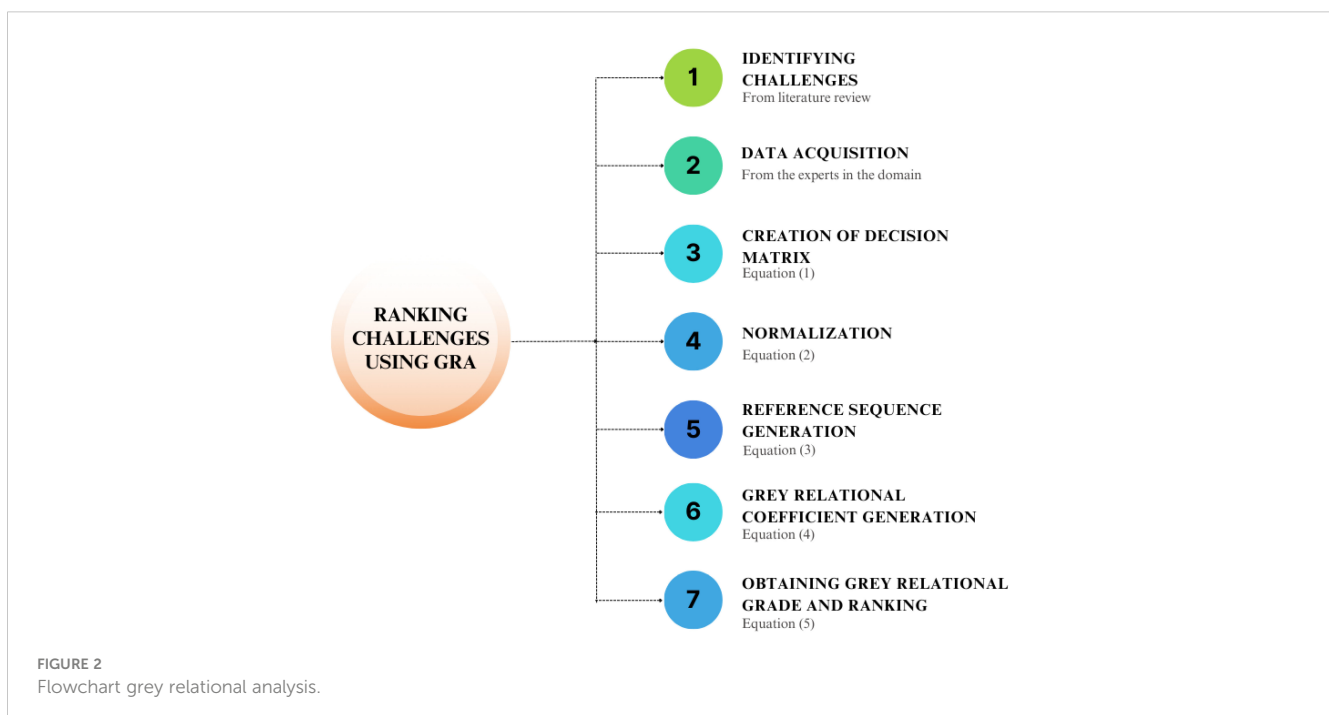 RANKING
CHALLENGES
USING GRA
1
IDENTIFYING
CHALLENGES
From literature review
2
DATA ACQUISITION
From the experts in the domain
3
CREATION OF DECISION
MATRIX
Equation (1)
4
NORMALIZATION
Equation (2)
5
REFERENCE SEQUENCE
GENERATION
Equation (3)
6
GREY RELATIONAL
COEFFICIENT GENERATION
Equation (4)
7
OBTAINING GREY RELATIONAL
GRADE AND RANKING
Equation (5)
FIGURE 2
Flowchart grey relational analysis.